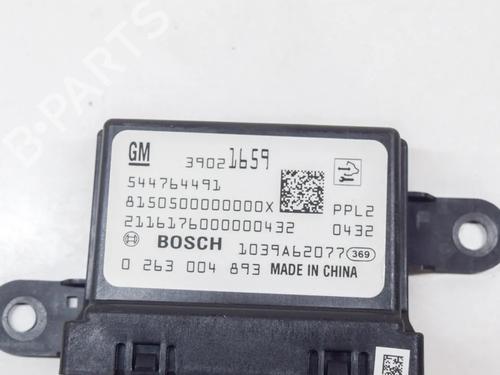 B-PARTS
GM
39021659
544764491
8150500000000X PPL2
2116176000000432 0432
BOSCH 1039A62077 369
0 263 004 893 MADE IN CHINA